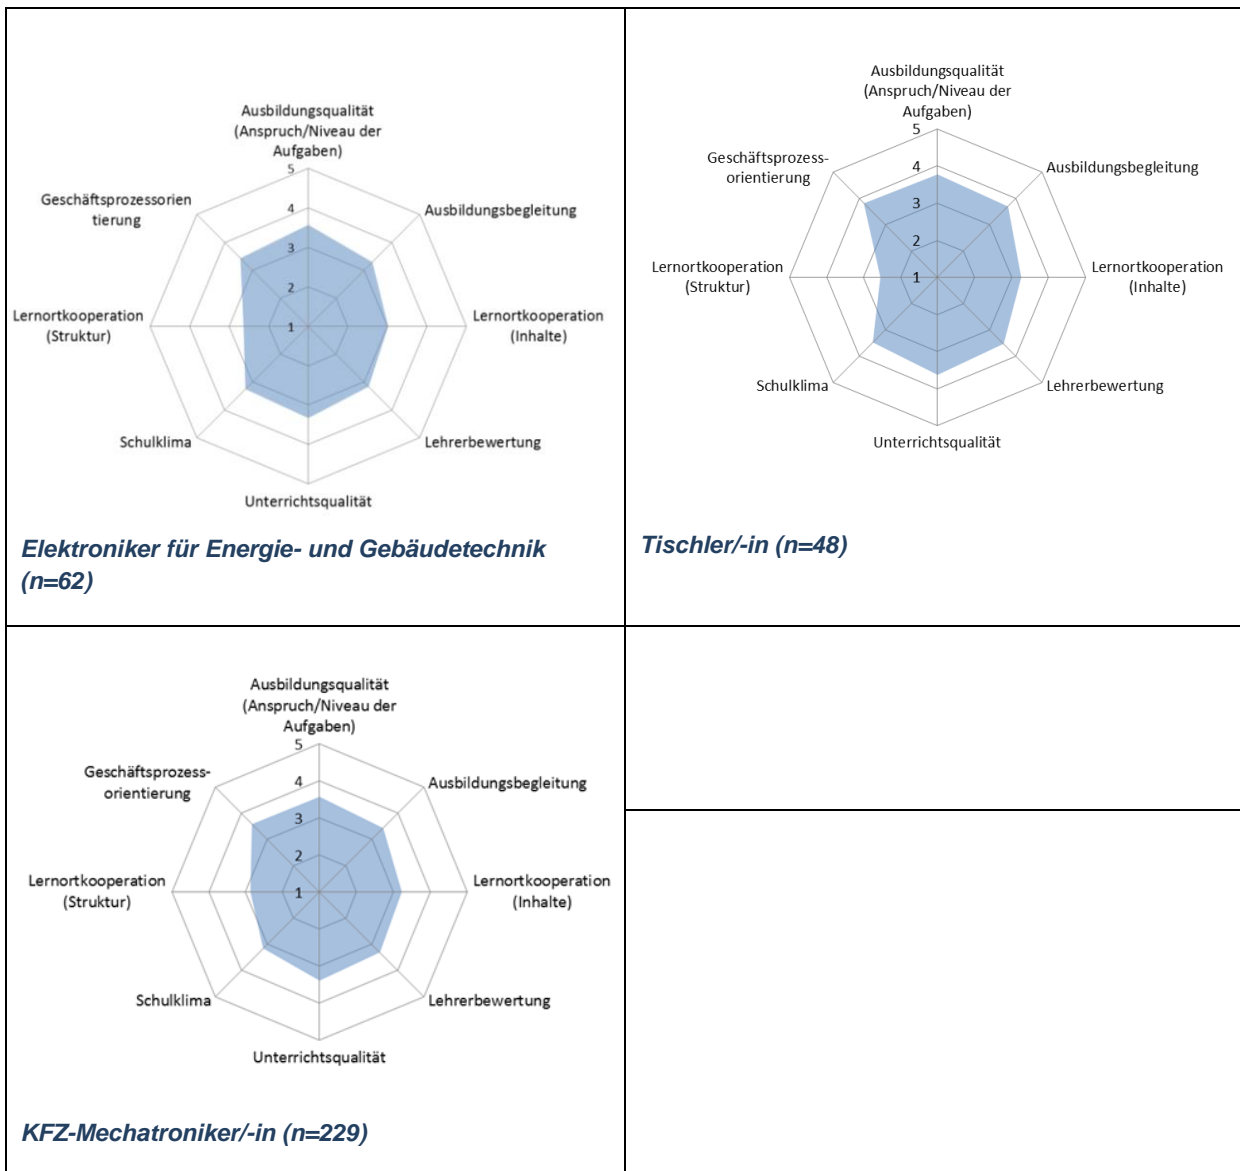 Ausbildungsqualität
(Anspruch/Niveau der
Aufgaben)
5
4
3
2
1
Geschäftsprozessorien
tierung
Ausbildungsbegleitung
Lernortkooperation
(Struktur)
Lernortkooperation
(Inhalte)
Schulklima
Lehrerbewertung
Unterrichtsqualität
Elektroniker für Energie- und Gebäudetechnik
(n=62)
Ausbildungsqualität
(Anspruch/Niveau der
Aufgaben)
5
4
3
2
1
Geschäftsprozess-
orientierung
Ausbildungsbegleitung
Lernortkooperation
(Struktur)
Lernortkooperation
(Inhalte)
Schulklima
Lehrerbewertung
Unterrichtsqualität
Tischler/-in (n=48)
Ausbildungsqualität
(Anspruch/Niveau der
Aufgaben)
5
4
3
2
1
Geschäftsprozess-
orientierung
Ausbildungsbegleitung
Lernortkooperation
(Struktur)
Lernortkooperation
(Inhalte)
Schulklima
Lehrerbewertung
Unterrichtsqualität
KFZ-Mechatroniker/-in (n=229)